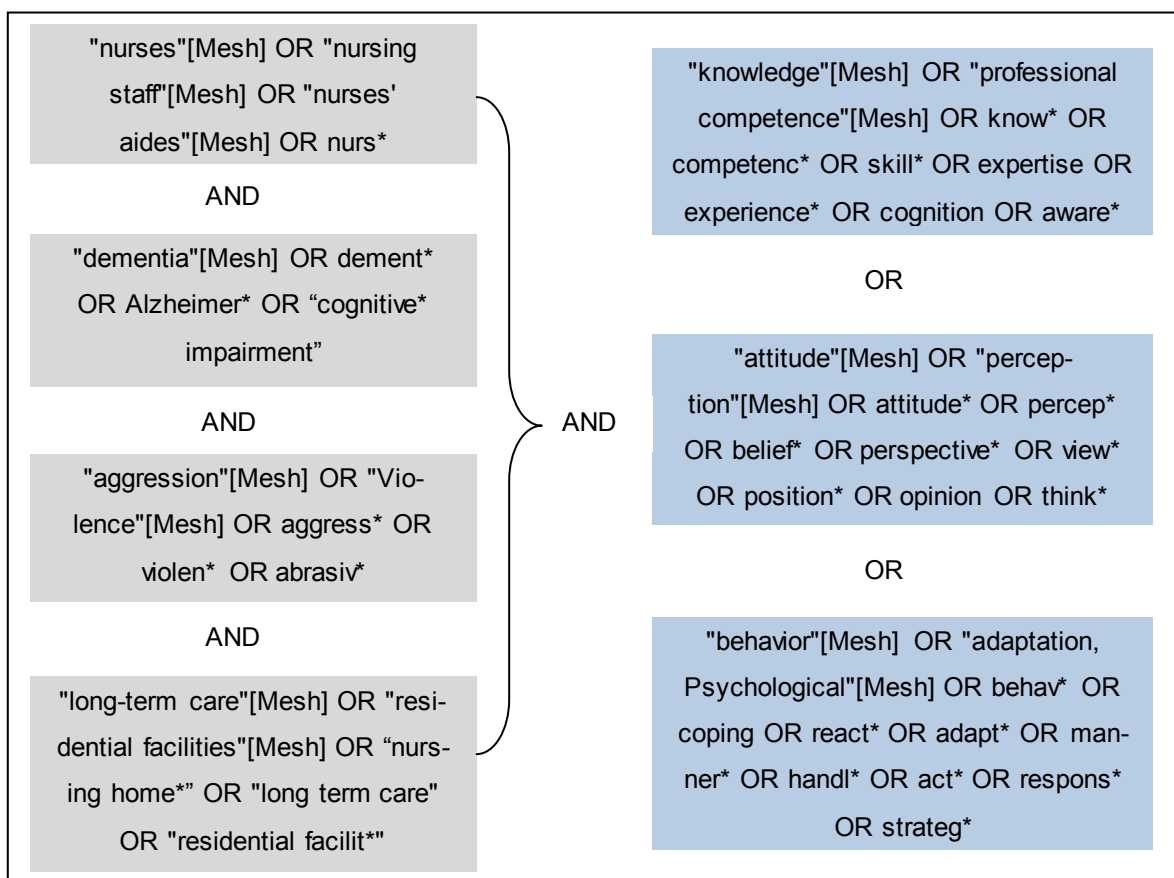 "nurses"[Mesh] OR "nursing
staff"[Mesh] OR "nurses'
aides"[Mesh] OR nurs*
AND
"dementia"[Mesh] OR dement*
OR Alzheimer* OR “cognitive*
impairment”
AND
"aggression"[Mesh] OR "Vio-
lence"[Mesh] OR aggress* OR
violen* OR abrasiv*
AND
"long-term care"[Mesh] OR "resi-
dential facilities"[Mesh] OR “nurs-
ing home*” OR "long term care"
OR "residential facilit*"
AND
"knowledge"[Mesh] OR "professional
competence"[Mesh] OR know* OR
competenc* OR skill* OR expertise OR
experience* OR cognition OR aware*
OR
"attitude"[Mesh] OR "percep-
tion"[Mesh] OR attitude* OR percep*
OR belief* OR perspective* OR view*
OR position* OR opinion OR think*
OR
"behavior"[Mesh] OR "adaptation,
Psychological"[Mesh] OR behav* OR
coping OR react* OR adapt* OR man-
ner* OR handl* OR act* OR respons*
OR strateg*